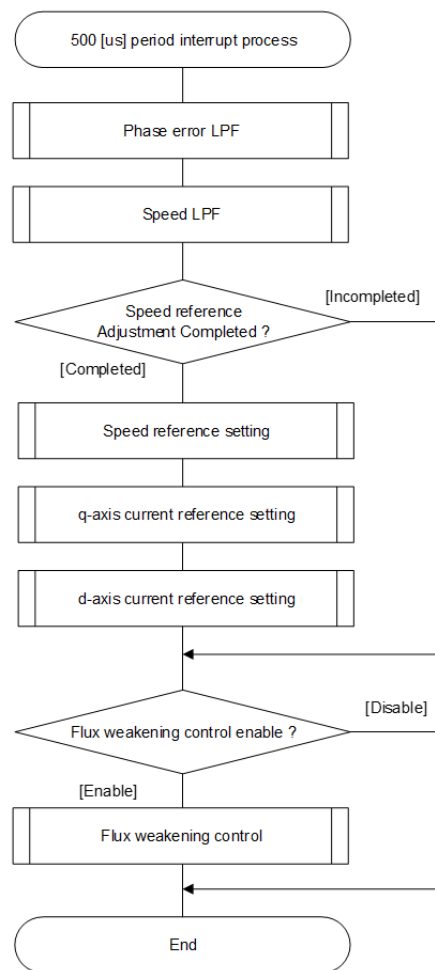 500 [us] period interrupt process
Phase error LPF
Speed LPF
Speed reference
Adjustment Completed ?
[Incompleted]
[Completed]
Speed reference setting
q-axis current reference setting
d-axis current reference setting
Flux weakening control enable ?
[Disable]
[Enable]
Flux weakening control
End